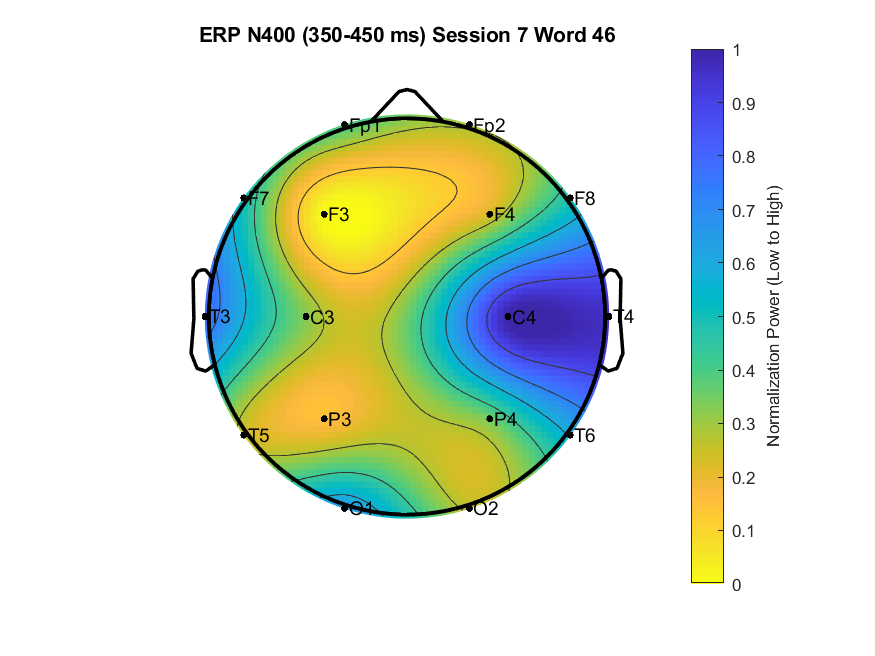 ERP N400 (350-450 ms) Session 7 Word 46
Fp1
Fp2
F7
F3
F4
F8
T3
C3
C4
T4
T5
P3
P4
T6
O1
O2
1
0.9
0.8
0.7
0.6
0.5
0.4
0.3
0.2
0.1
0
Normalization Power (Low to High)